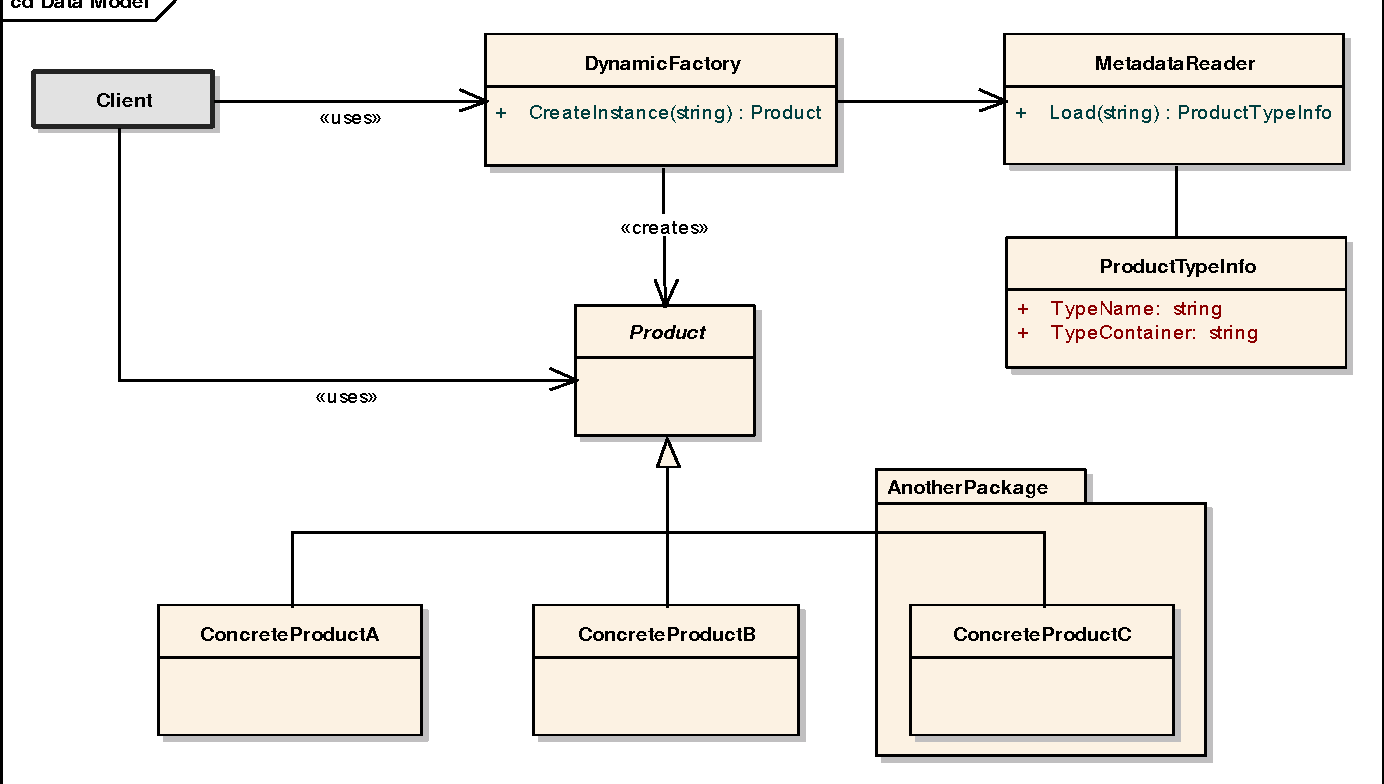 cd Data Model
Client
«uses»
DynamicFactory
+ CreateInstance(string) : Product
MetadataReader
+ Load(string) : ProductTypeInfo
«creates»
ProductTypeInfo
+ TypeName: string
+ TypeContainer: string
Product
«uses»
AnotherPackage
ConcreteProductA
ConcreteProductB
ConcreteProductC